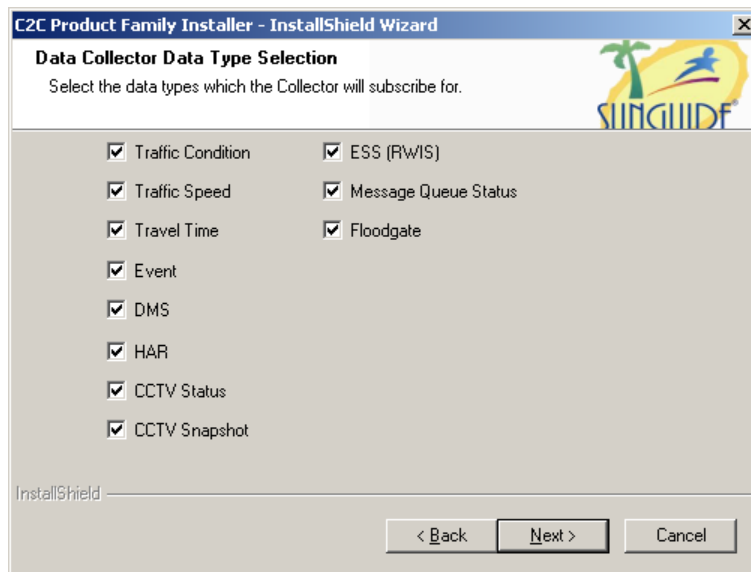 C2C Product Family Installer - InstallShield Wizard
Data Collector Data Type Selection
Select the data types which the Collector will subscribe for.
SUNGUIDE®
Traffic Condition
Traffic Speed
Travel Time
Event
DMS
HAR
CCTV Status
CCTV Snapshot
ESS (RWIS)
Message Queue Status
Floodgate
InstallShield
< Back
Next >
Cancel